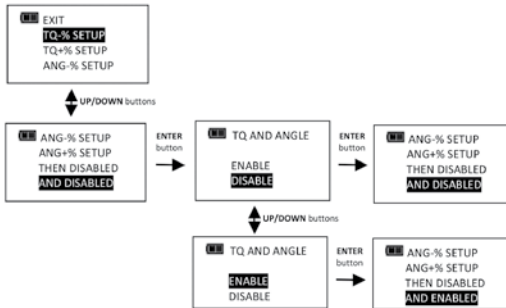 EXIT
TQ-% SETUP
TQ+% SETUP
ANG-% SETUP
UP/DOWN buttons
ANG-% SETUP
ANG+% SETUP
THEN DISABLED
AND DISABLED
ENTER
button
TQ AND ANGLE
ENABLE
DISABLE
ENTER
button
ANG-% SETUP
ANG+% SETUP
THEN DISABLED
AND DISABLED
UP/DOWN buttons
TQ AND ANGLE
ENABLE
DISABLE
ENTER
button
ANG-% SETUP
ANG+% SETUP
THEN DISABLED
AND ENABLED